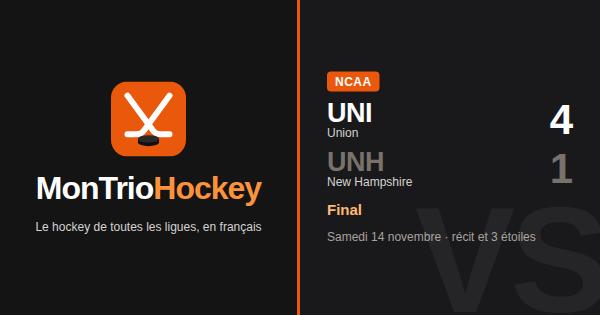 MonTrioHockey
Le hockey de toutes les ligues, en français
NCAA
UNI 4
Union
UNH 1
New Hampshire
Final
Samedi 14 novembre · récit et 3 étoiles
VS